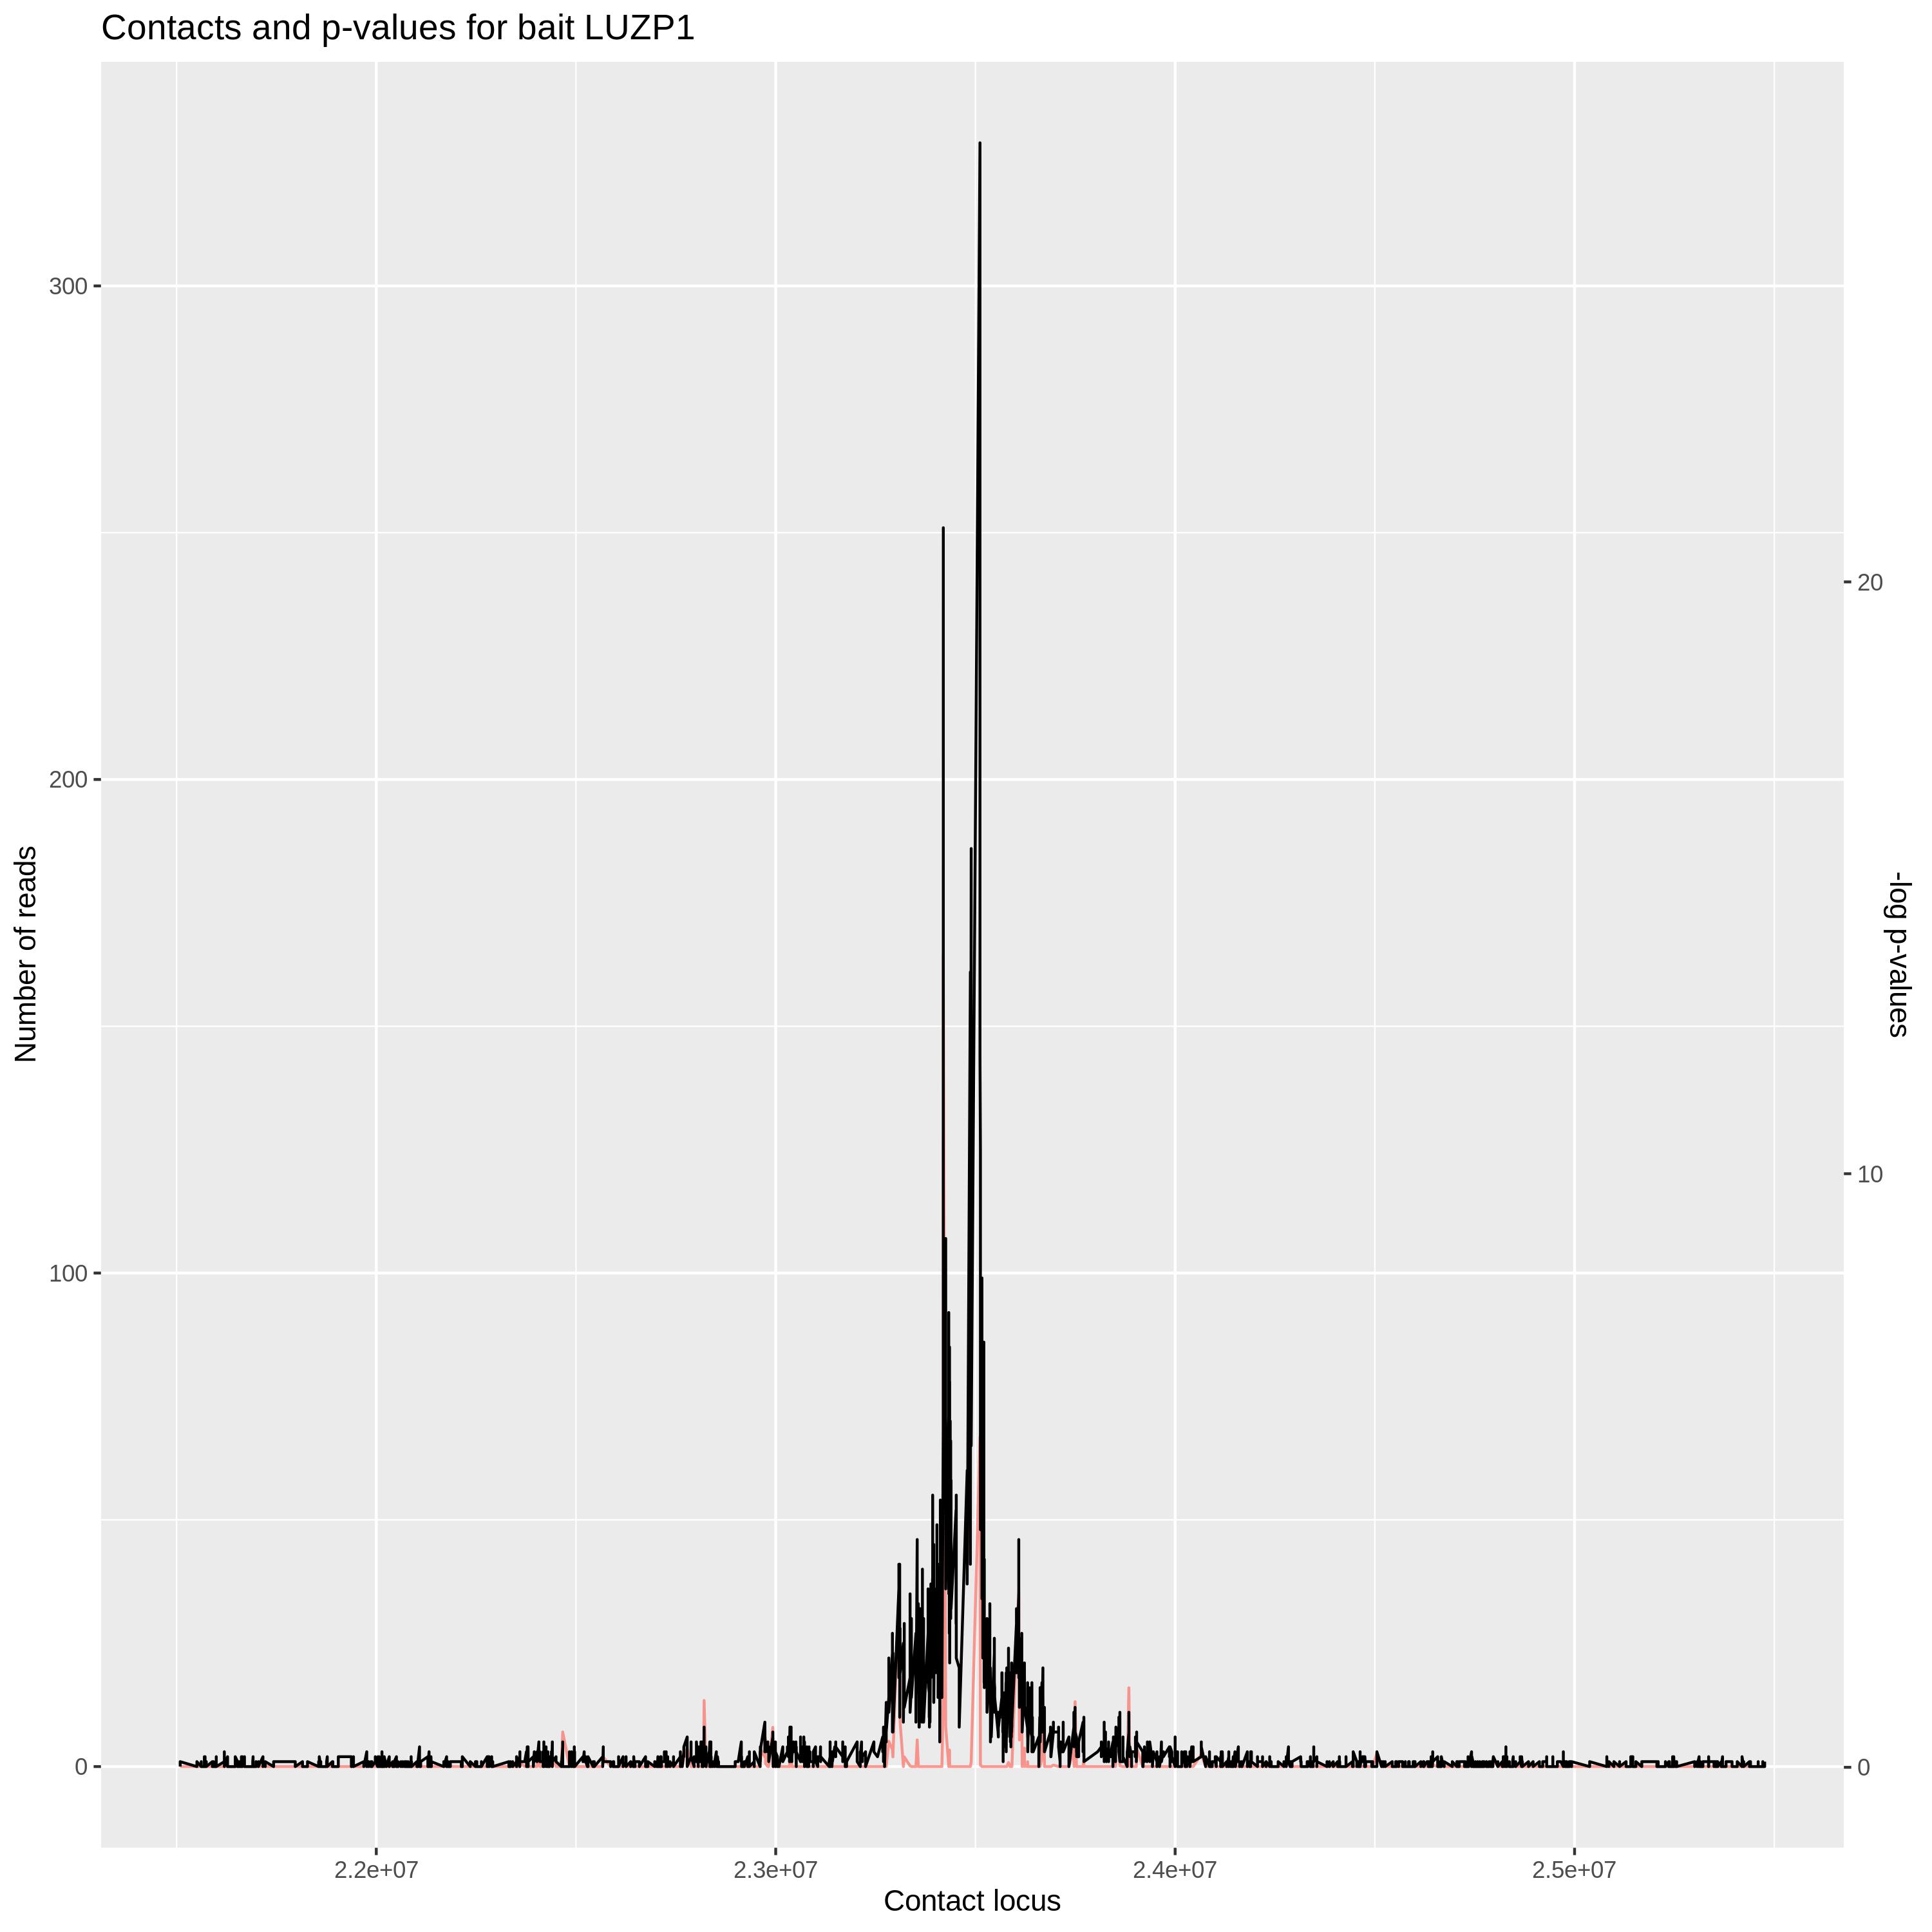 Contacts and p-values for bait LUZP1
300
200
100
0
Number of reads
20
10
0
-log p-values
2.2e+07
2.3e+07
2.4e+07
2.5e+07
Contact locus